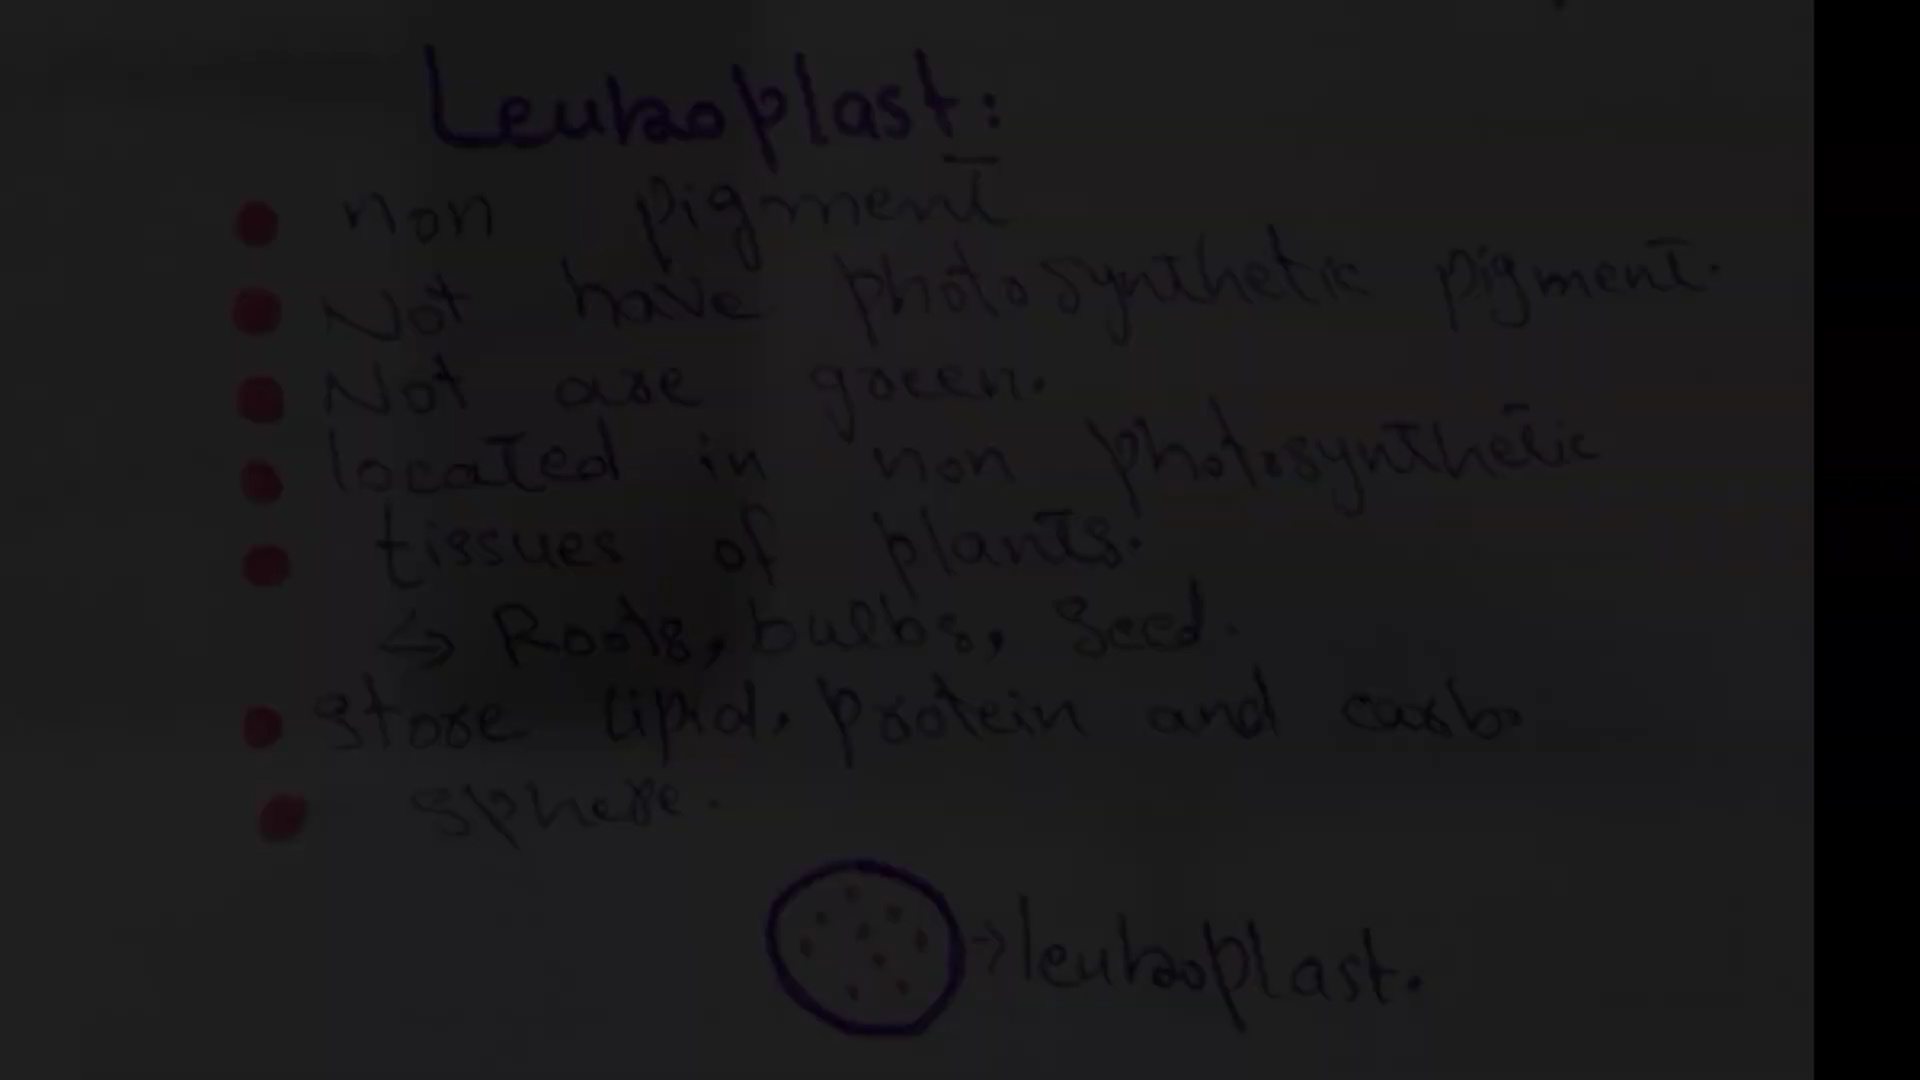 Leukoplast:
non pigment
Not have photosynthetic pigment.
Not are green.
located in non photosynthetic
tissues of plants.
↳ Roots, bulbs, Seed.
Store lipid, protein and carb.
Sphere.
→ leukoplast.